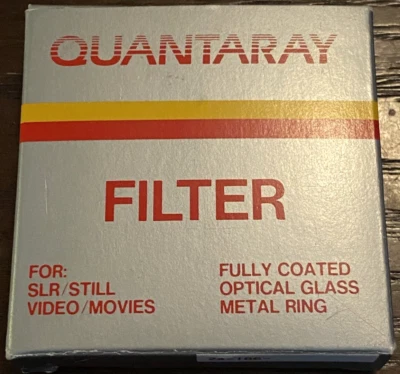 QUANTARAY
FILTER
FOR:
SLR/STILL
VIDEO/MOVIES
FULLY COATED
OPTICAL GLASS
METAL RING